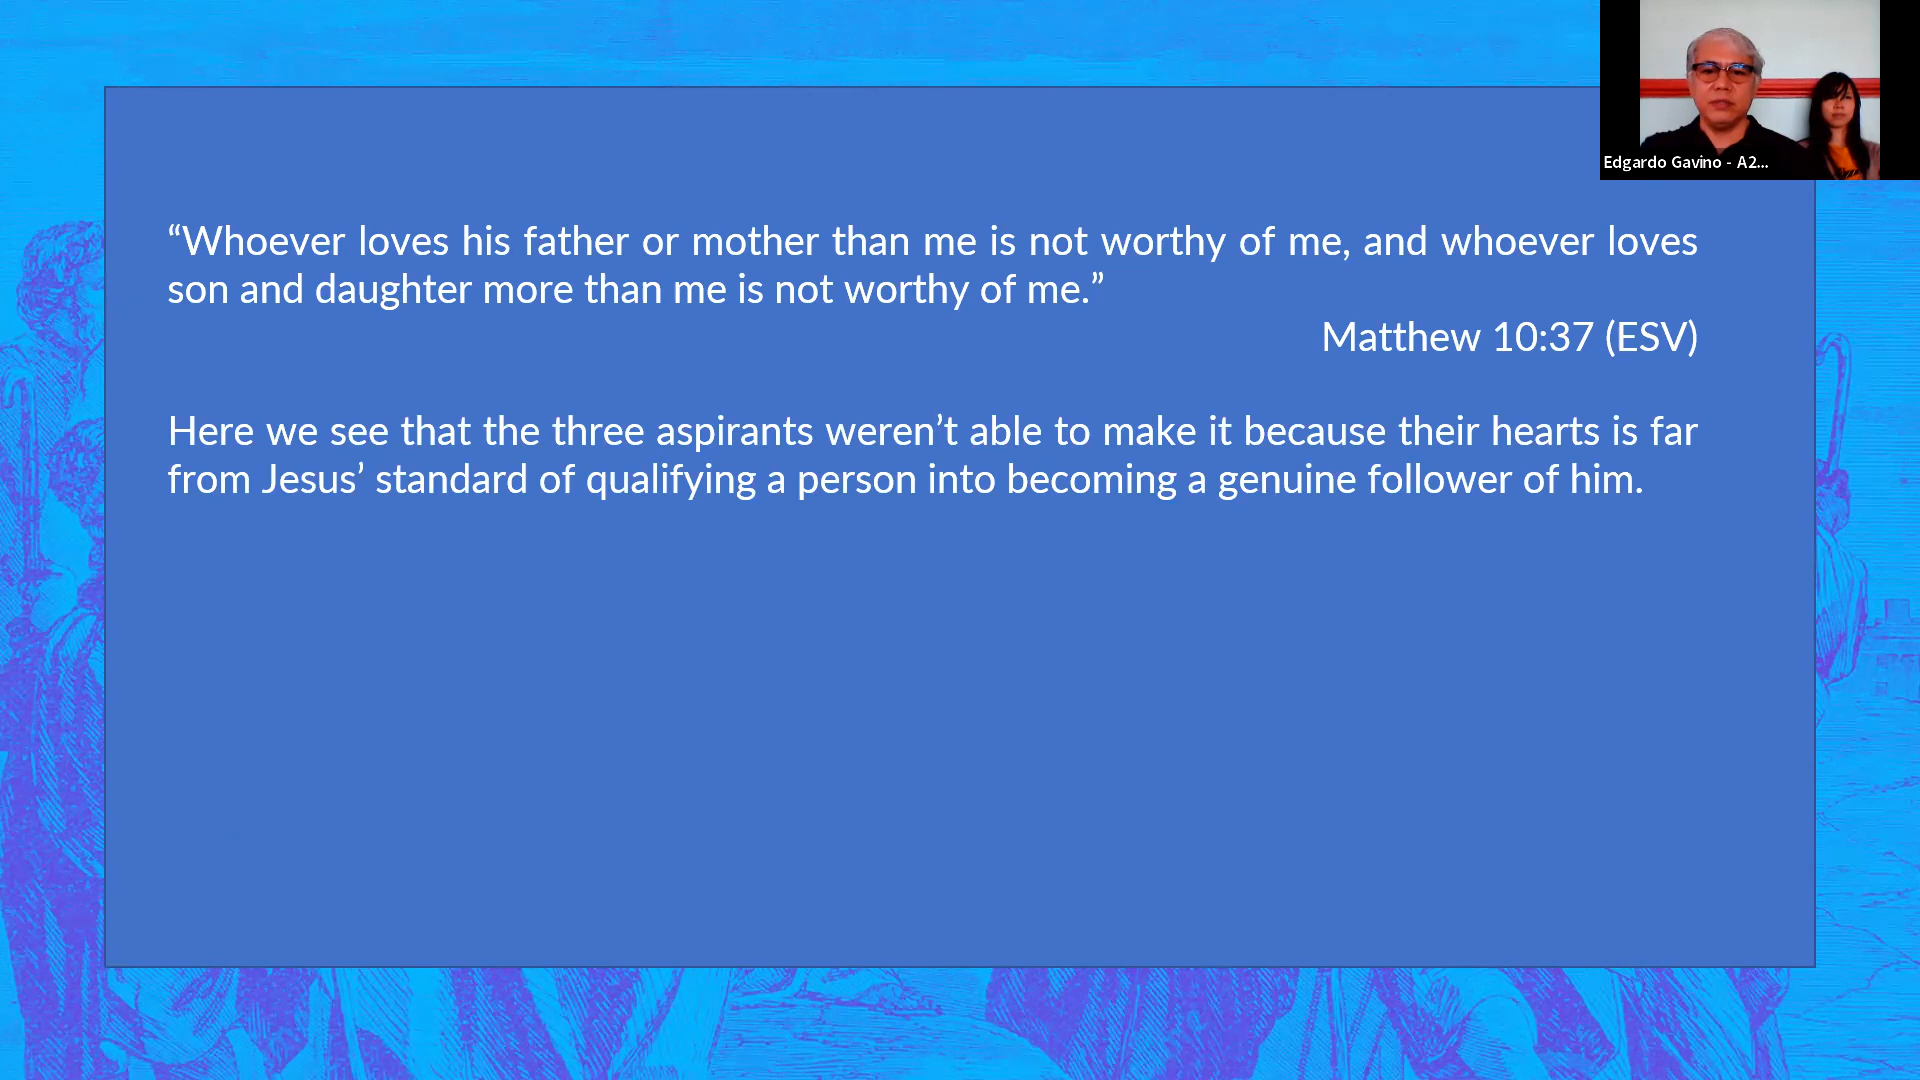 Edgardo Gavino - A2...
“Whoever loves his father or mother than me is not worthy of me, and whoever loves
son and daughter more than me is not worthy of me.”
Matthew 10:37 (ESV)
Here we see that the three aspirants weren’t able to make it because their hearts is far
from Jesus’ standard of qualifying a person into becoming a genuine follower of him.